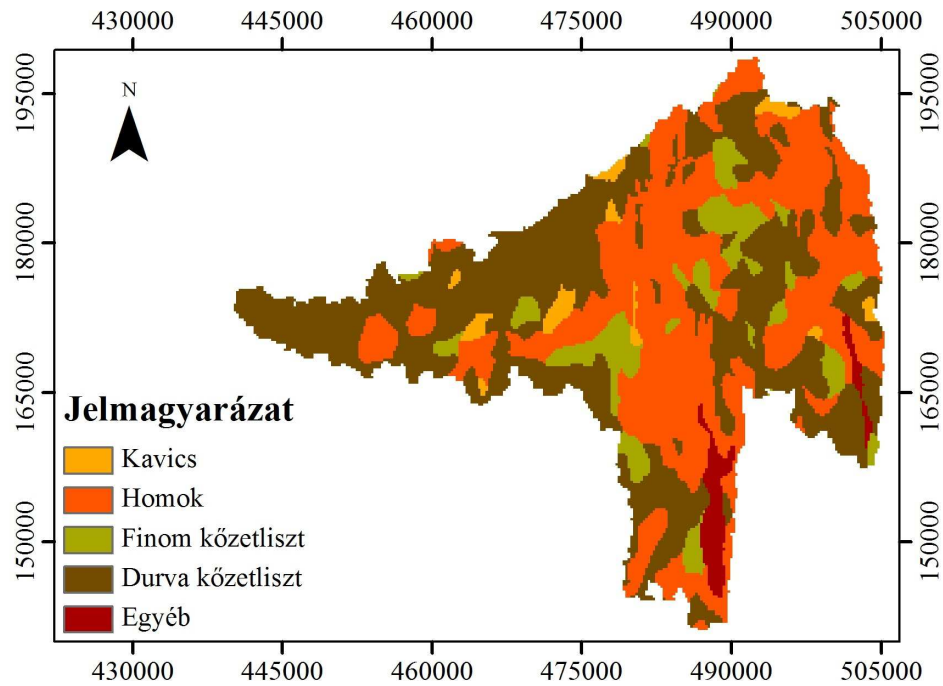 430000 445000 460000 475000 490000 505000
195000 195000
N
180000 180000
165000 165000
Jelmagyarázat
Kavics
Homok
Finom kőzetliszt
150000 150000
Durva kőzetliszt
Egyéb
430000 445000 460000 475000 490000 505000